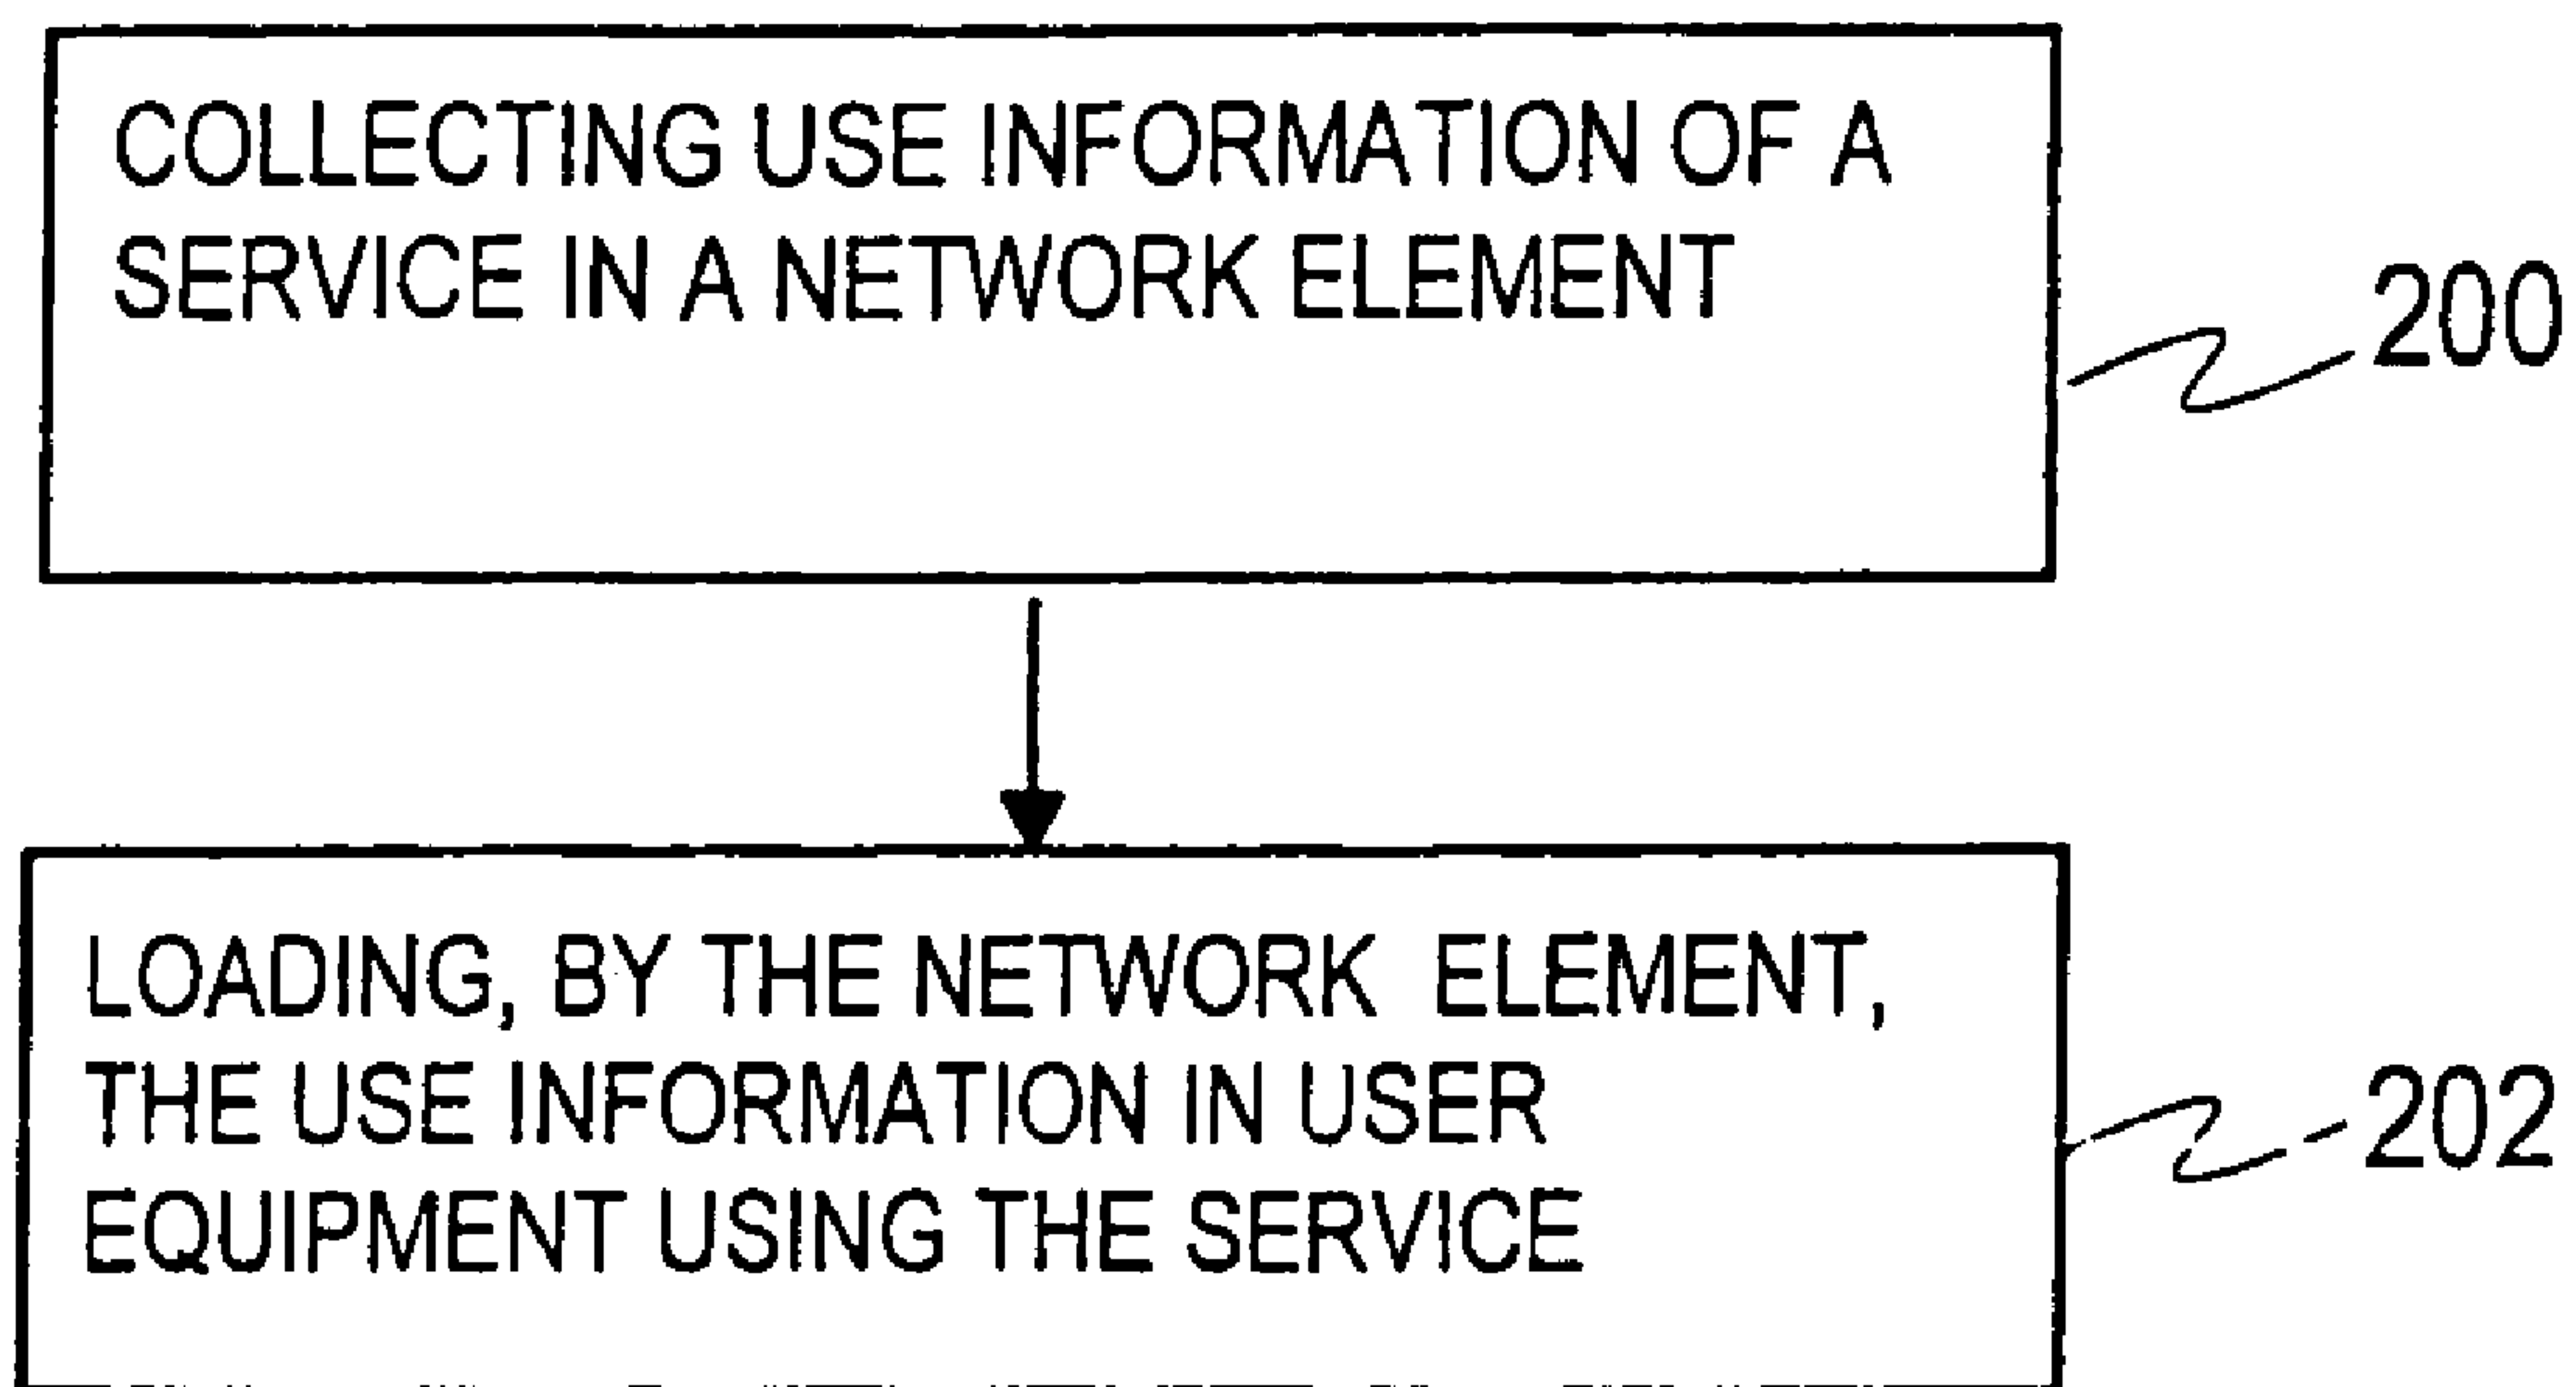 COLLECTING USE INFORMATION OF A
SERVICE IN A NETWORK ELEMENT
200
LOADING, BY THE NETWORK ELEMENT,
THE USE INFORMATION IN USER
EQUIPMENT USING THE SERVICE
202